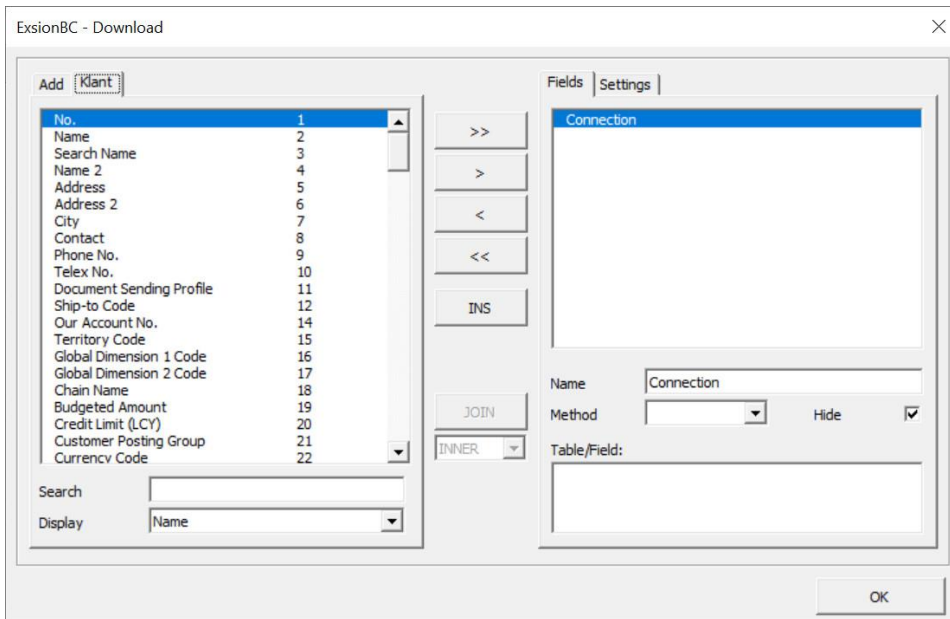 ExsionBC - Download
Add Klant
No. 1
Name 2
Search Name 3
Name 2 4
Address 5
Address 2 6
City 7
Contact 8
Phone No. 9
Telex No. 10
Document Sending Profile 11
Ship-to Code 12
Our Account No. 14
Territory Code 15
Global Dimension 1 Code 16
Global Dimension 2 Code 17
Chain Name 18
Budgeted Amount 19
Credit Limit (LCY) 20
Customer Posting Group 21
Currency Code 22
Search
Display Name
>>
>
<
<<
INS
JOIN
INNER
Fields Settings
Connection
Name Connection
Method Hide
Table/Field:
OK